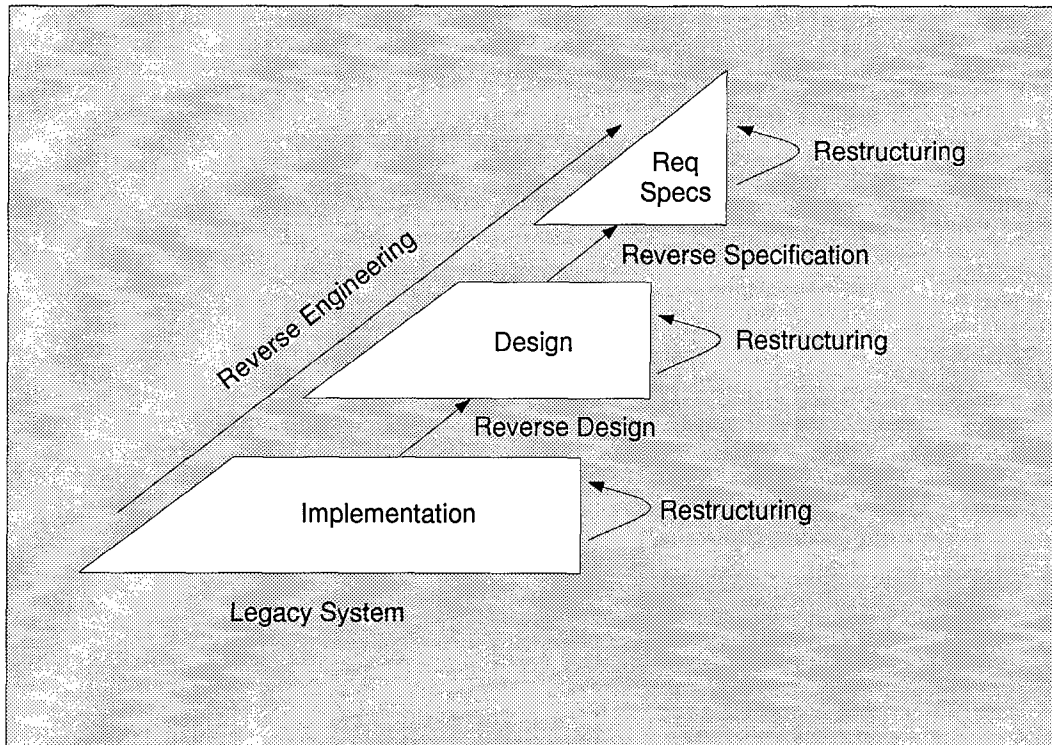 Req
Specs
Restructuring
Reverse Specification
Reverse Engineering
Design
Restructuring
Reverse Design
Implementation
Restructuring
Legacy System